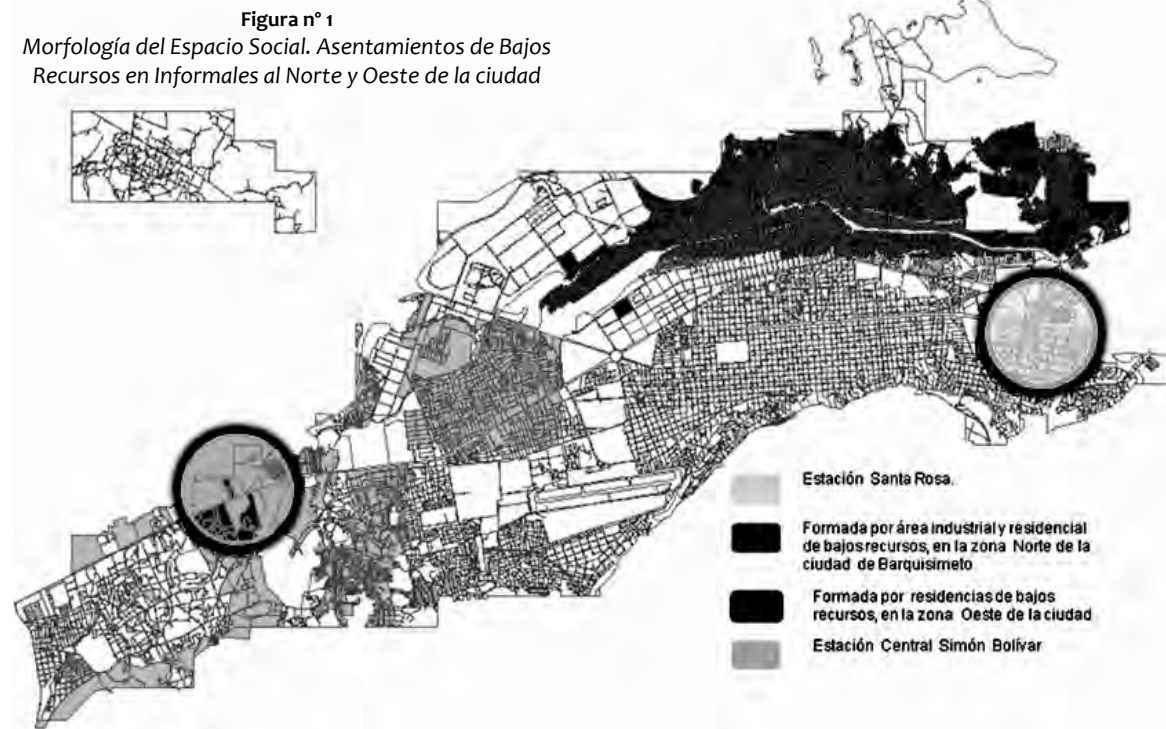 Figura n° 1
Morfología del Espacio Social. Asentamientos de Bajos
Recursos en Informales al Norte y Oeste de la ciudad
Estación Santa Rosa.
Formada por área industrial y residencial
de bajos recursos, en la zona Norte de la
ciudad de Barquisimeto
Formada por residencias de bajos
recursos, en la zona Oeste de la ciudad
Estación Central Simón Bolívar